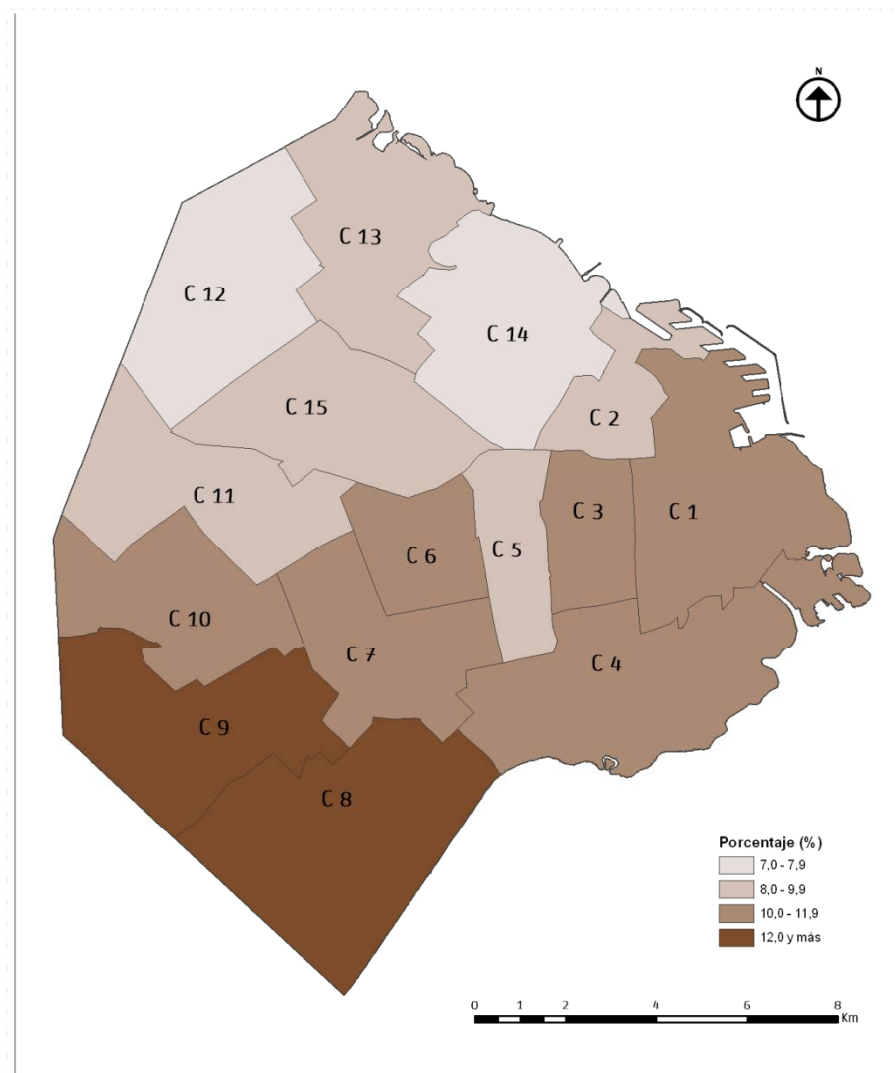 N
C 13
C 12
C 14
C 15
C 2
C 11
C 3
C 1
C 5
C 6
C 10
C 7
C 4
C 9
C 8
Porcentaje (%)
7,0 - 7,9
8,0 - 9,9
10,0 - 11,9
12,0 y más
0 1 2 4 6 8
Km